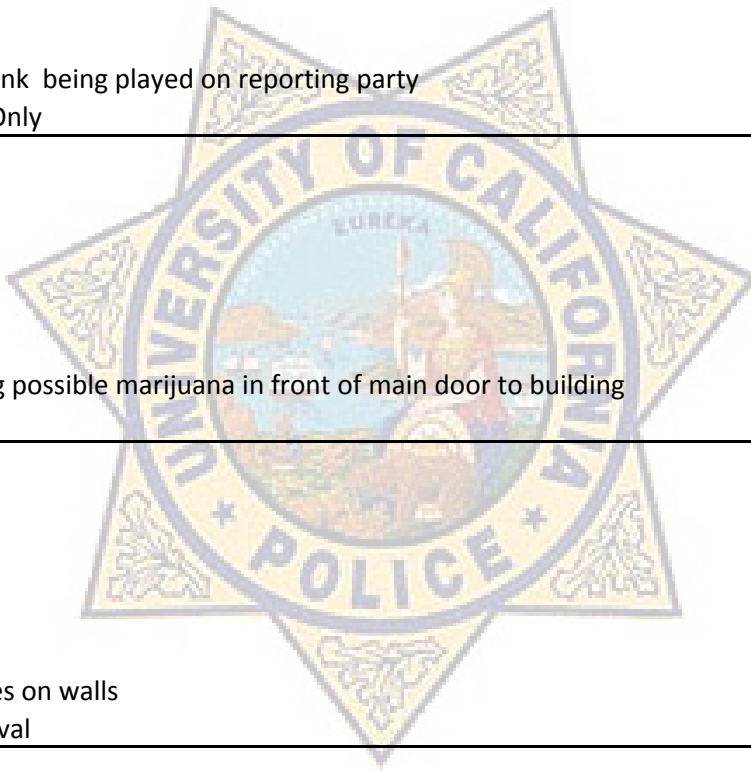 nk being played on reporting party
Only
UNIVERSITY OF CALIFORNIA
EUREKA
g possible marijuana in front of main door to building
POLICE
es on walls
val